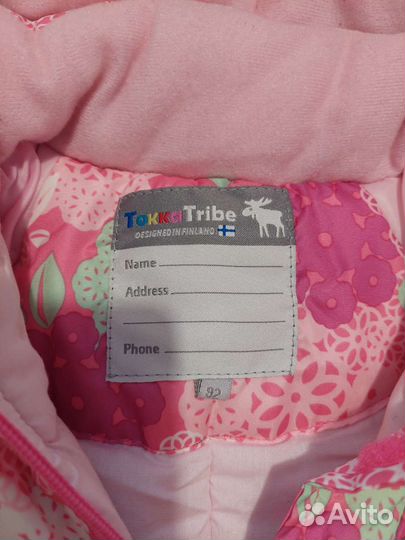 TokkaTribe
DESIGNED IN FINLAND
Name
Address
Phone
92
Avito